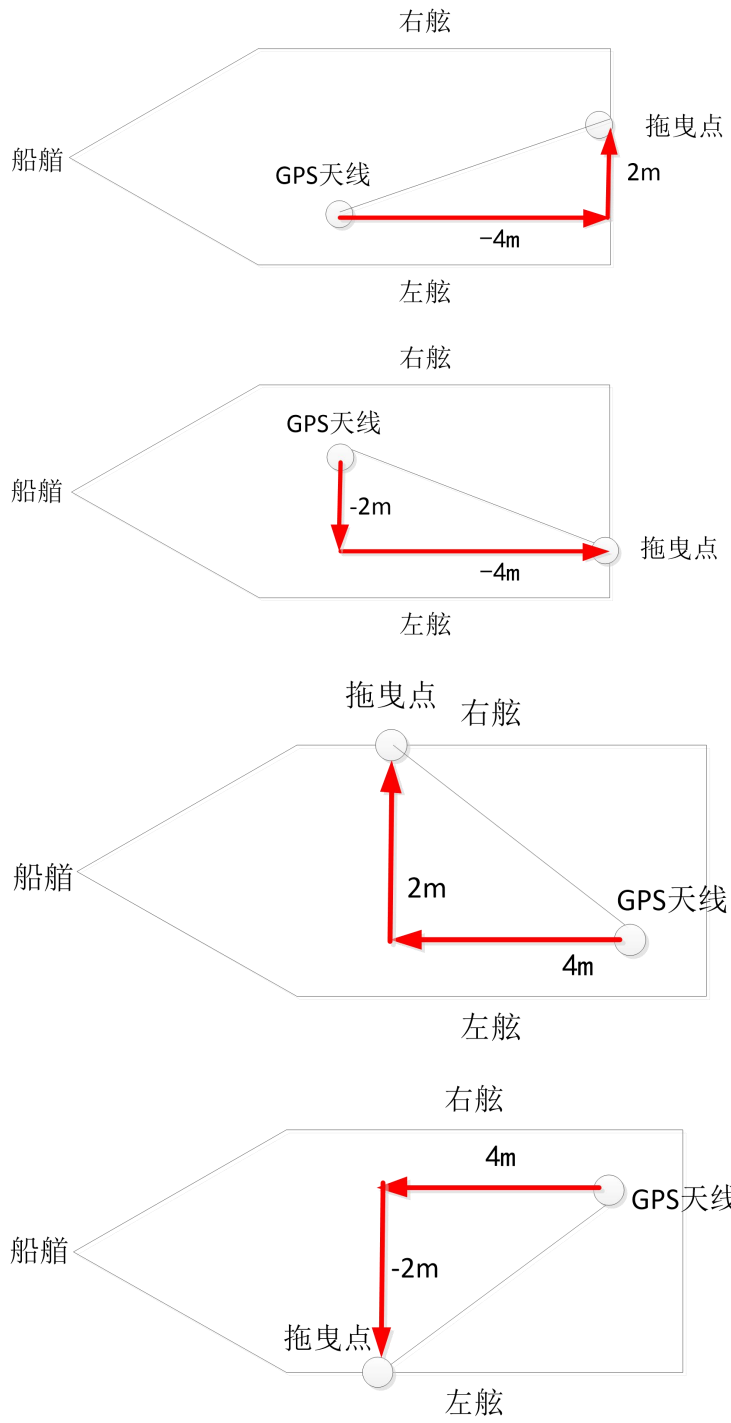 右舷
拖曳点
船艏
GPS天线
2m
-4m
左舷
右舷
GPS天线
船艏
-2m
拖曳点
-4m
左舷
拖曳点
右舷
船艏
2m
GPS天线
4m
左舷
右舷
4m
GPS天线
船艏
-2m
拖曳点
左舷